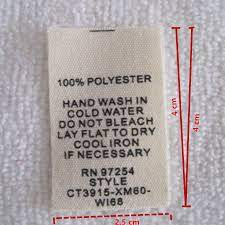 100% POLYESTER
HAND WASH IN
COLD WATER
DO NOT BLEACH
LAY FLAT TO DRY
COOL IRON
IF NECESSARY
RN 97254
STYLE
CT3915-XM60-
WI68
4 cm
4 cm
2.5 cm